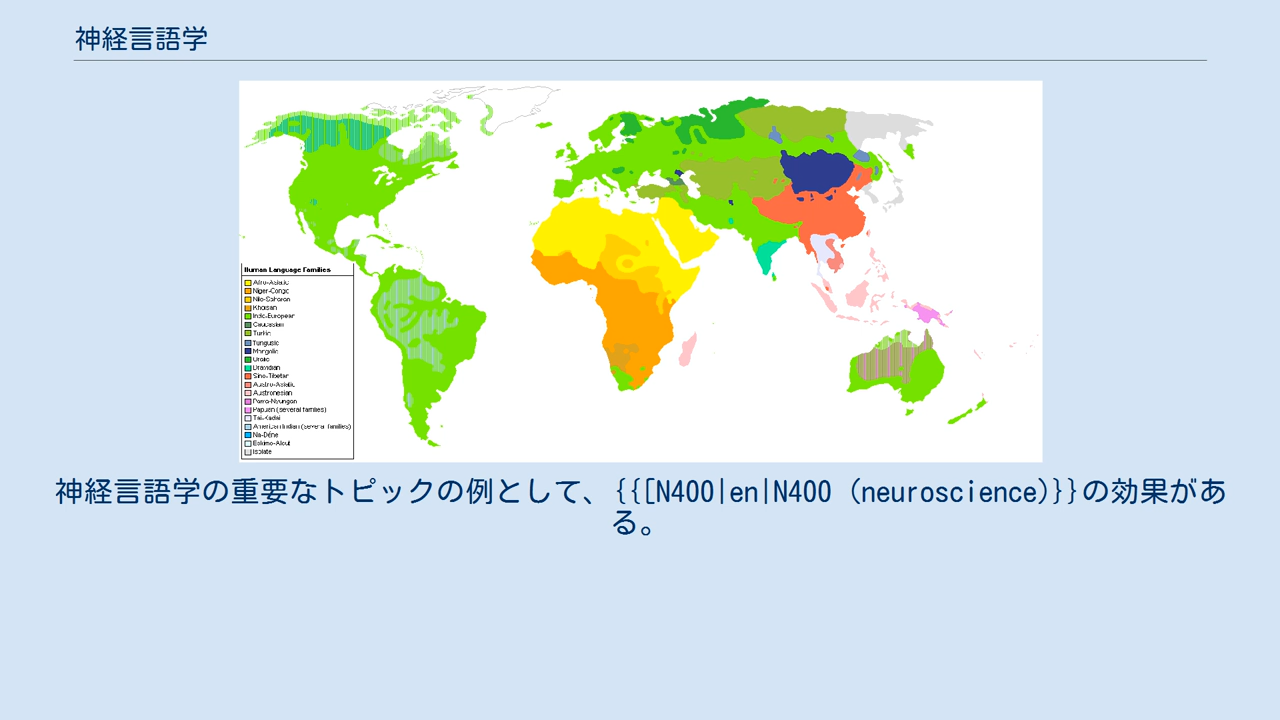 神経言語学
Human Language Families
Afro-Asiatic
Niger-Congo
Nilo-Saharan
Khoisan
Indo-European
Caucasian
Turkic
Tungusic
Mongolic
Uralic
Dravidian
Sino-Tibetan
Austro-Asiatic
Austronesian
Pama-Nyungan
Papuan (several families)
Tai-Kadai
American Indian (several families)
Na-Dené
Eskimo-Aleut
Isolate
神経言語学の重要なトピックの例として、{{[N400|en|N400 (neuroscience)}}の効果があ
る。